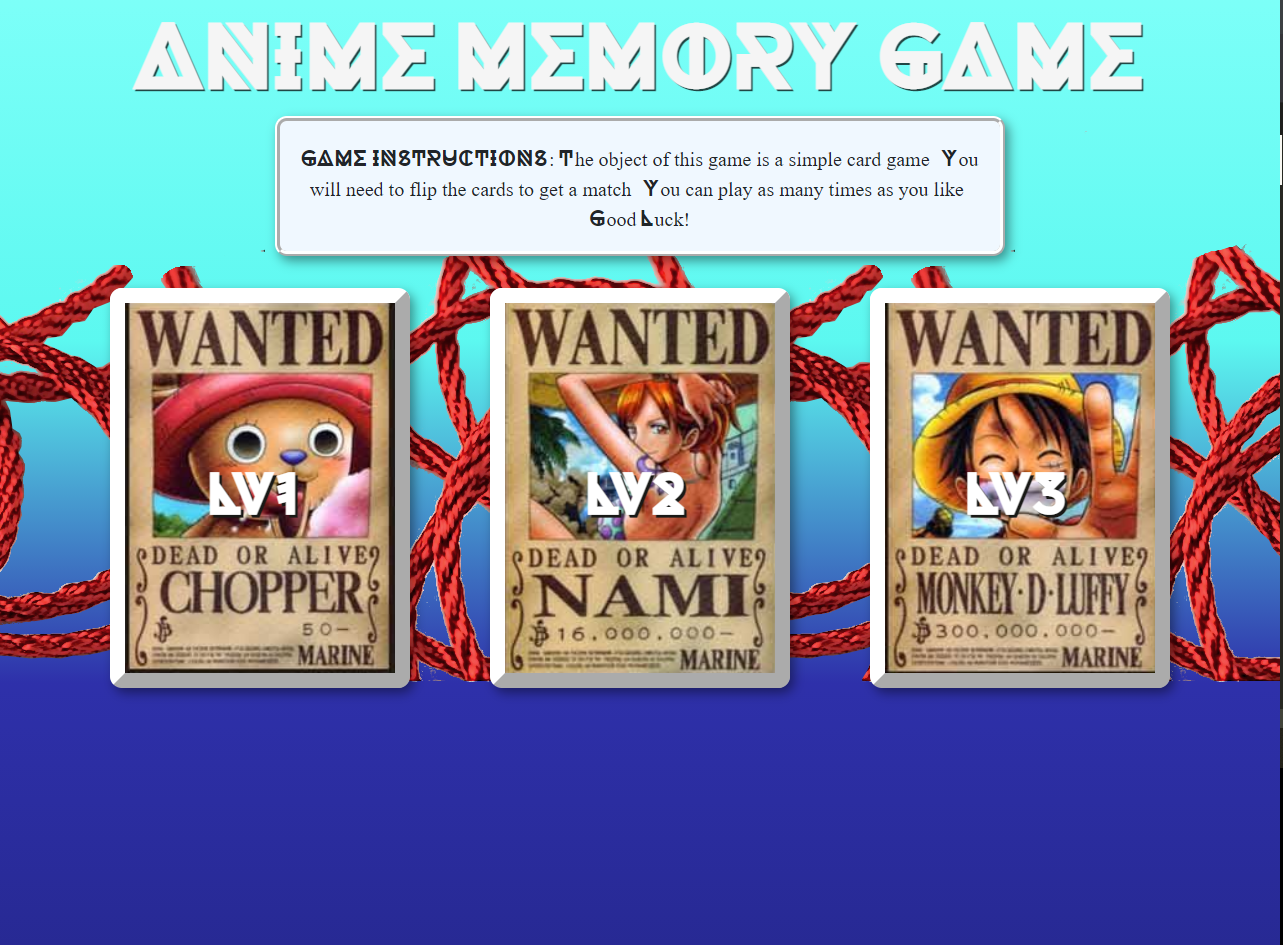 ANIME MEMORY GAME
GAME INSTRUCTIONS: The object of this game is a simple card game You
will need to flip the cards to get a match You can play as many times as you like
Good Luck!
WANTED
LV1
DEAD OR ALIVE
CHOPPER
50-
MARINE
WANTED
LV2
DEAD OR ALIVE
NAMI
16,000,000-
MARINE
WANTED
LV3
DEAD OR ALIVE
MONKEY·D·LUFFY
300,000,000-
MARINE